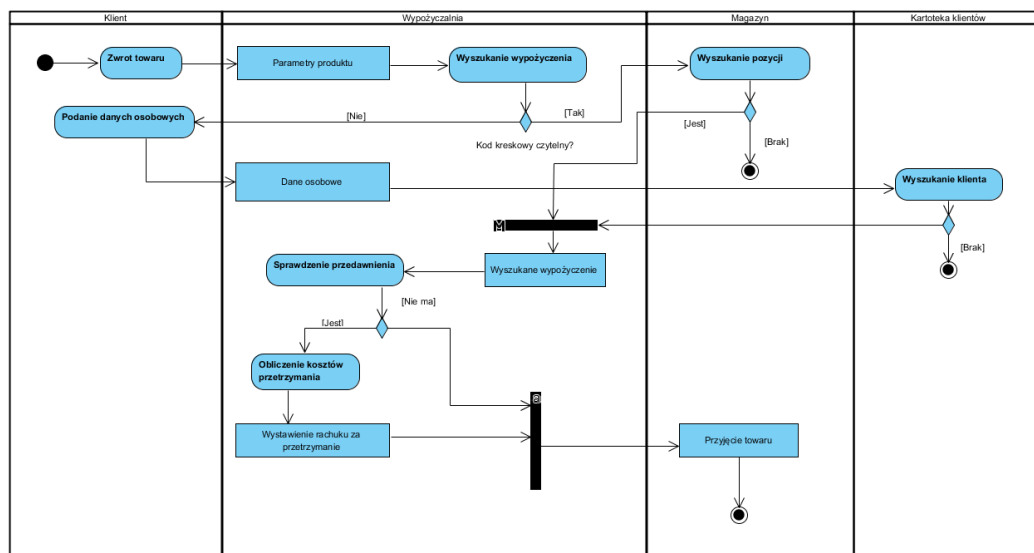 Klient
Wypożyczalnia
Magazyn
Kartoteka klientów
Zwrot towaru
Parametry produktu
Wyszukanie wypożyczenia
Wyszukanie pozycji
Podanie danych osobowych
[Nie]
[Tak]
[Jest]
[Brak]
Kod kreskowy czytelny?
Dane osobowe
Wyszukanie klienta
[Brak]
Sprawdzenie przedawnienia
Wyszukane wypożyczenie
[Nie ma]
[Jest]
Obliczenie kosztów
przetrzymania
Wystawienie rachuku za
przetrzymanie
Przyjęcie towaru